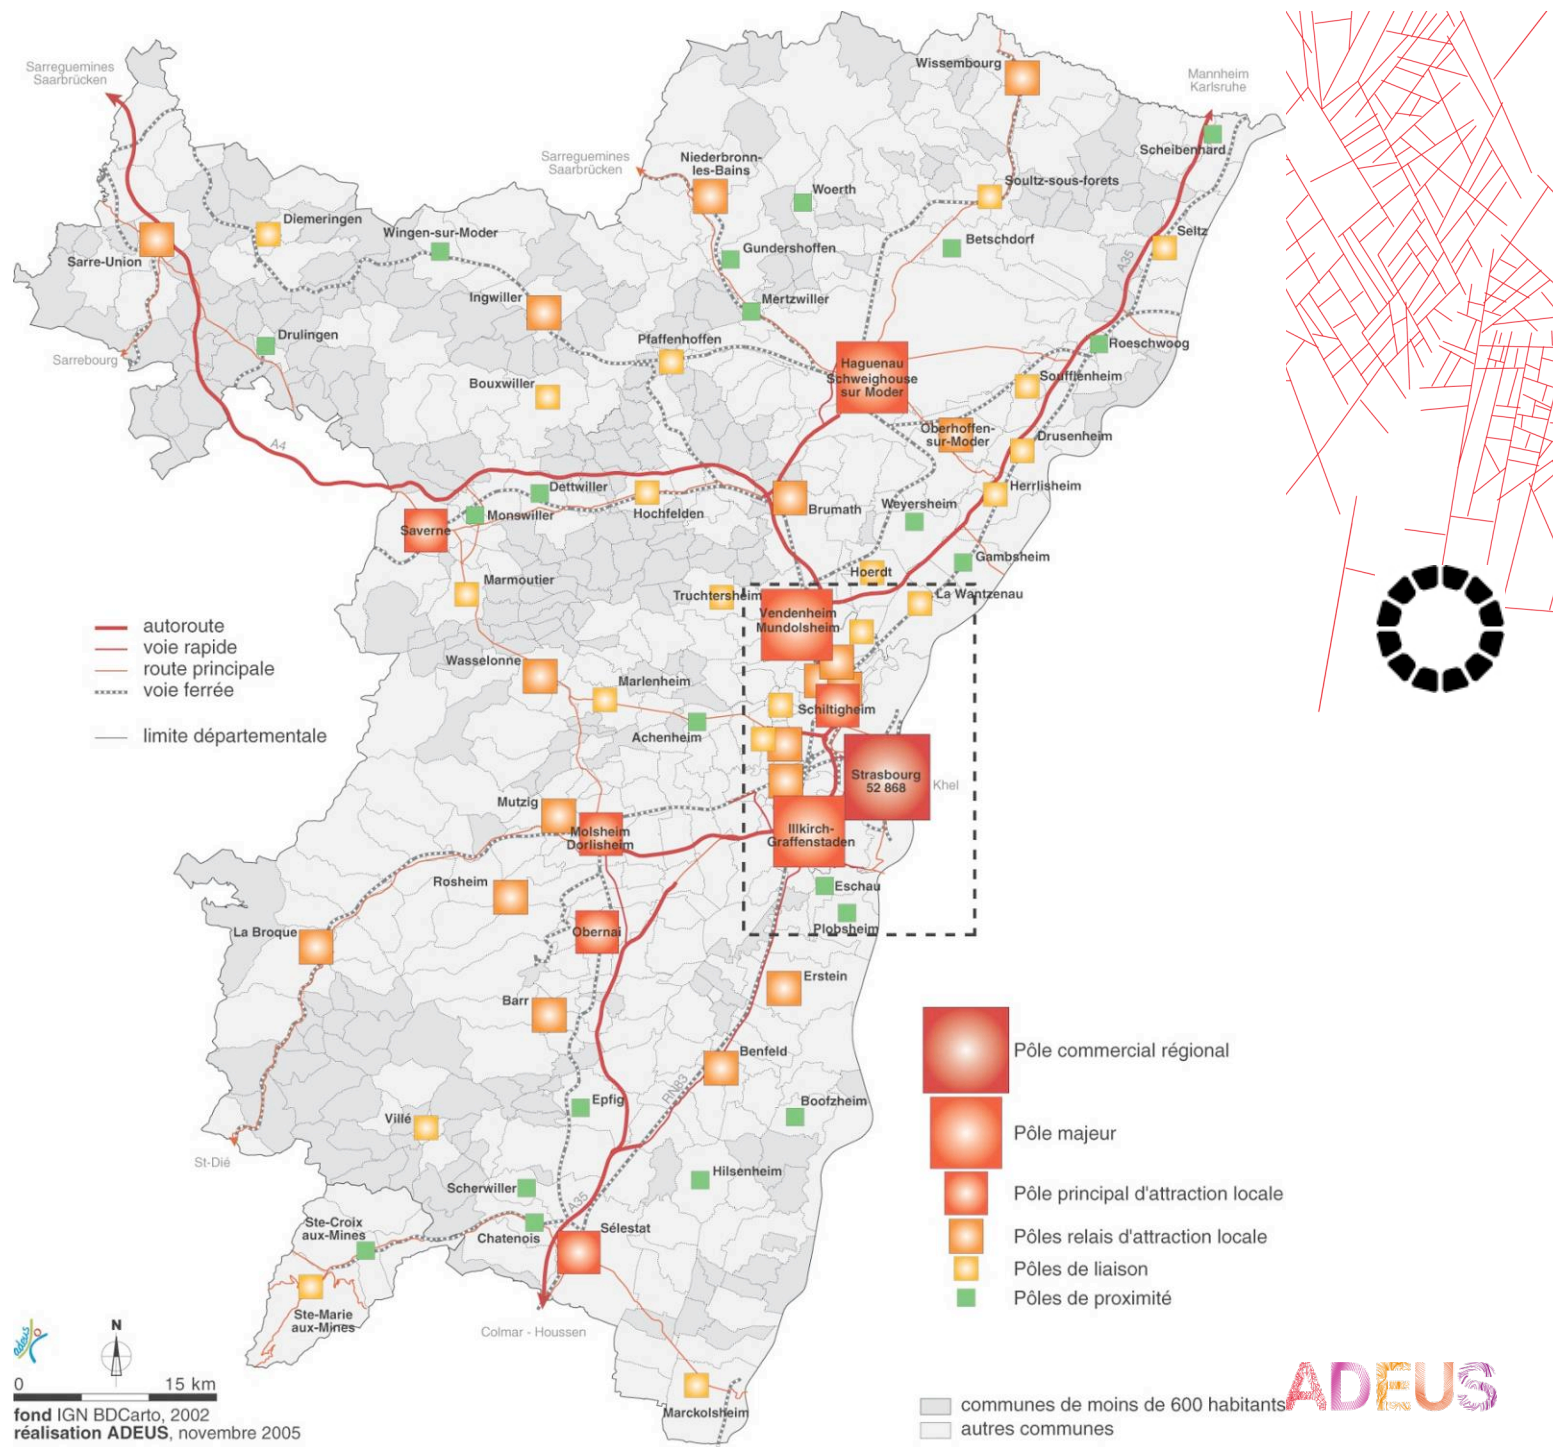 Wissembourg
Sarreguemines
Saarbrücken
Mannheim
Karlsruhe
Scheibenhard
Sarreguemines
Saarbrücken
Niederbronn-
les-Bains
Woerth
Soultz-sous-forets
Diemeringen
Wingen-sur-Moder
Gundershoffen
Betschdorf
Seltz
Sarre-Union
A35
Ingwiller
Mertzwiller
Drulingen
Pfaffenhoffen
Roeschwoog
Sarrebourg
Haguenau
Schweighouse
sur Moder
Bouxwiller
Soufflenheim
Oberhoffen-
sur-Moder
Drusenheim
A4
Dettwiller
Herrlisheim
Monswiller
Hochfelden
Brumath
Weyersheim
Saverne
Gambsheim
Marmoutier
Hoerdt
Truchtersheim
La Wantzenau
Vendenheim
Mundolsheim
autoroute
voie rapide
route principale
voie ferrée
limite départementale
Wasselonne
Marlenheim
Schiltigheim
Achenheim
Strasbourg
52 868
Khel
Mutzig
Molsheim
Dorlisheim
Illkirch-
Graffenstaden
Rosheim
Eschau
La Broque
Obernai
Plobsheim
Erstein
Barr
Benfeld
Pôle commercial régional
RN83
Epfig
Boofzheim
Villé
Pôle majeur
St-Dié
Hilsenheim
Scherwiller
A35
Pôle principal d'attraction locale
Ste-Croix
aux-Mines
Chatenois
Sélestat
Pôles relais d'attraction locale
Pôles de liaison
Pôles de proximité
Ste-Marie
aux-Mines
Colmar - Houssen
adeus
N
0 15 km
Marckolsheim
communes de moins de 600 habitants
autres communes
ADEUS
fond IGN BDCarto, 2002
réalisation ADEUS, novembre 2005